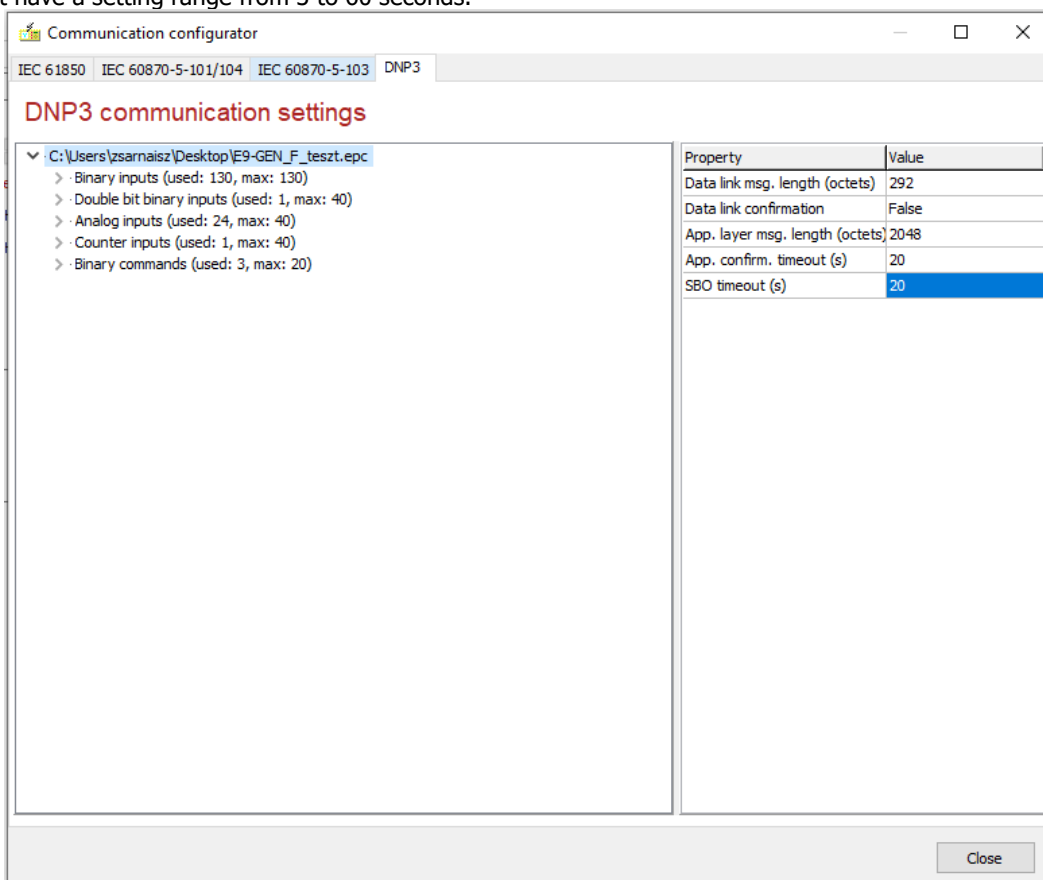 t have a setting range from 5 to 60 seconds.
Communication configurator
IEC 61850 IEC 60870-5-101/104 IEC 60870-5-103 DNP3
DNP3 communication settings
C:\Users\zsarnaisz\Desktop\E9-GEN_F_teszt.epc
Binary inputs (used: 130, max: 130)
Double bit binary inputs (used: 1, max: 40)
Analog inputs (used: 24, max: 40)
Counter inputs (used: 1, max: 40)
Binary commands (used: 3, max: 20)
Property Value
Data link msg. length (octets) 292
Data link confirmation False
App. layer msg. length (octets) 2048
App. confirm. timeout (s) 20
SBO timeout (s) 20
Close